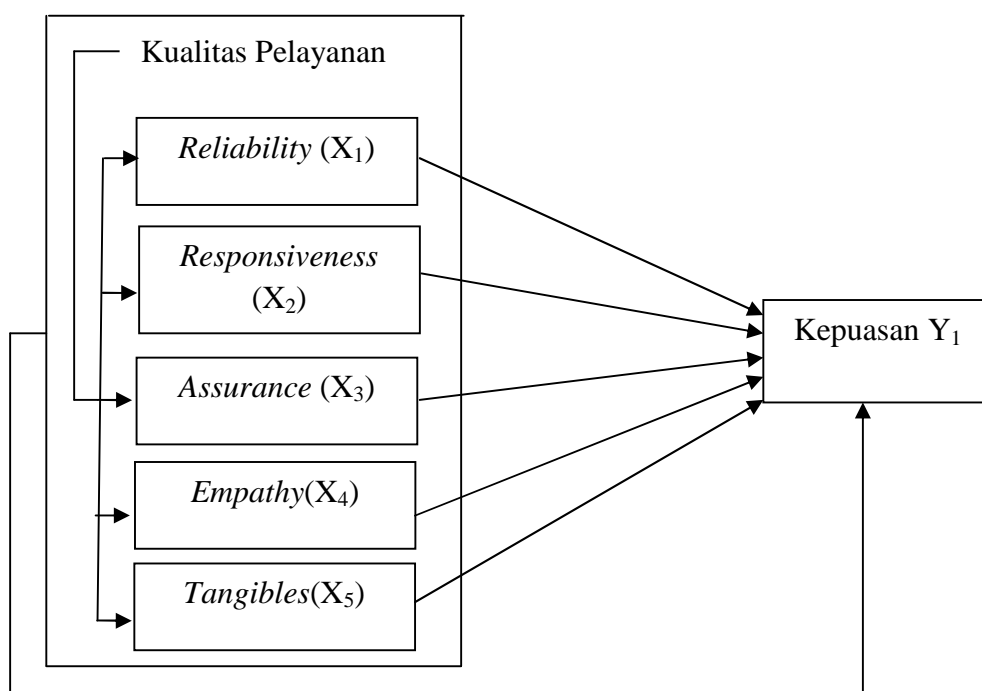 Kualitas Pelayanan
Reliability (X₁)
Responsiveness
(X₂)
Assurance (X₃)
Empathy(X₄)
Tangibles(X₅)
Kepuasan Y₁